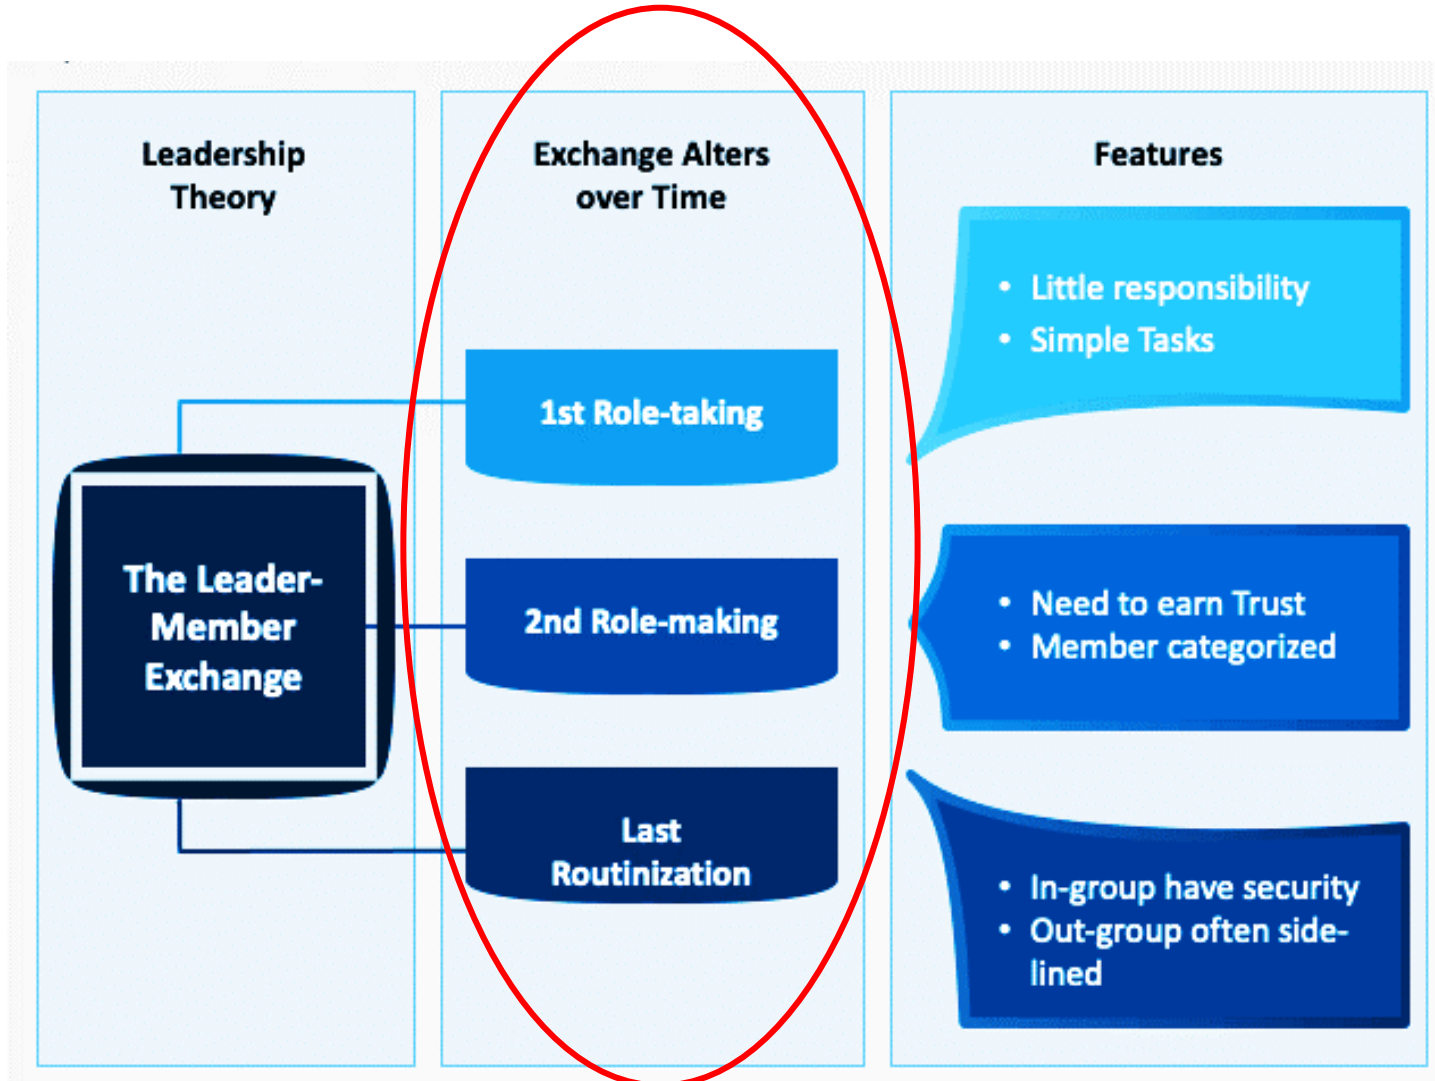 Leadership
Theory
The Leader-
Member
Exchange
Exchange Alters
over Time
1st Role-taking
2nd Role-making
Last
Routinization
Features
• Little responsibility
• Simple Tasks
• Need to earn Trust
• Member categorized
• In-group have security
• Out-group often side-
lined